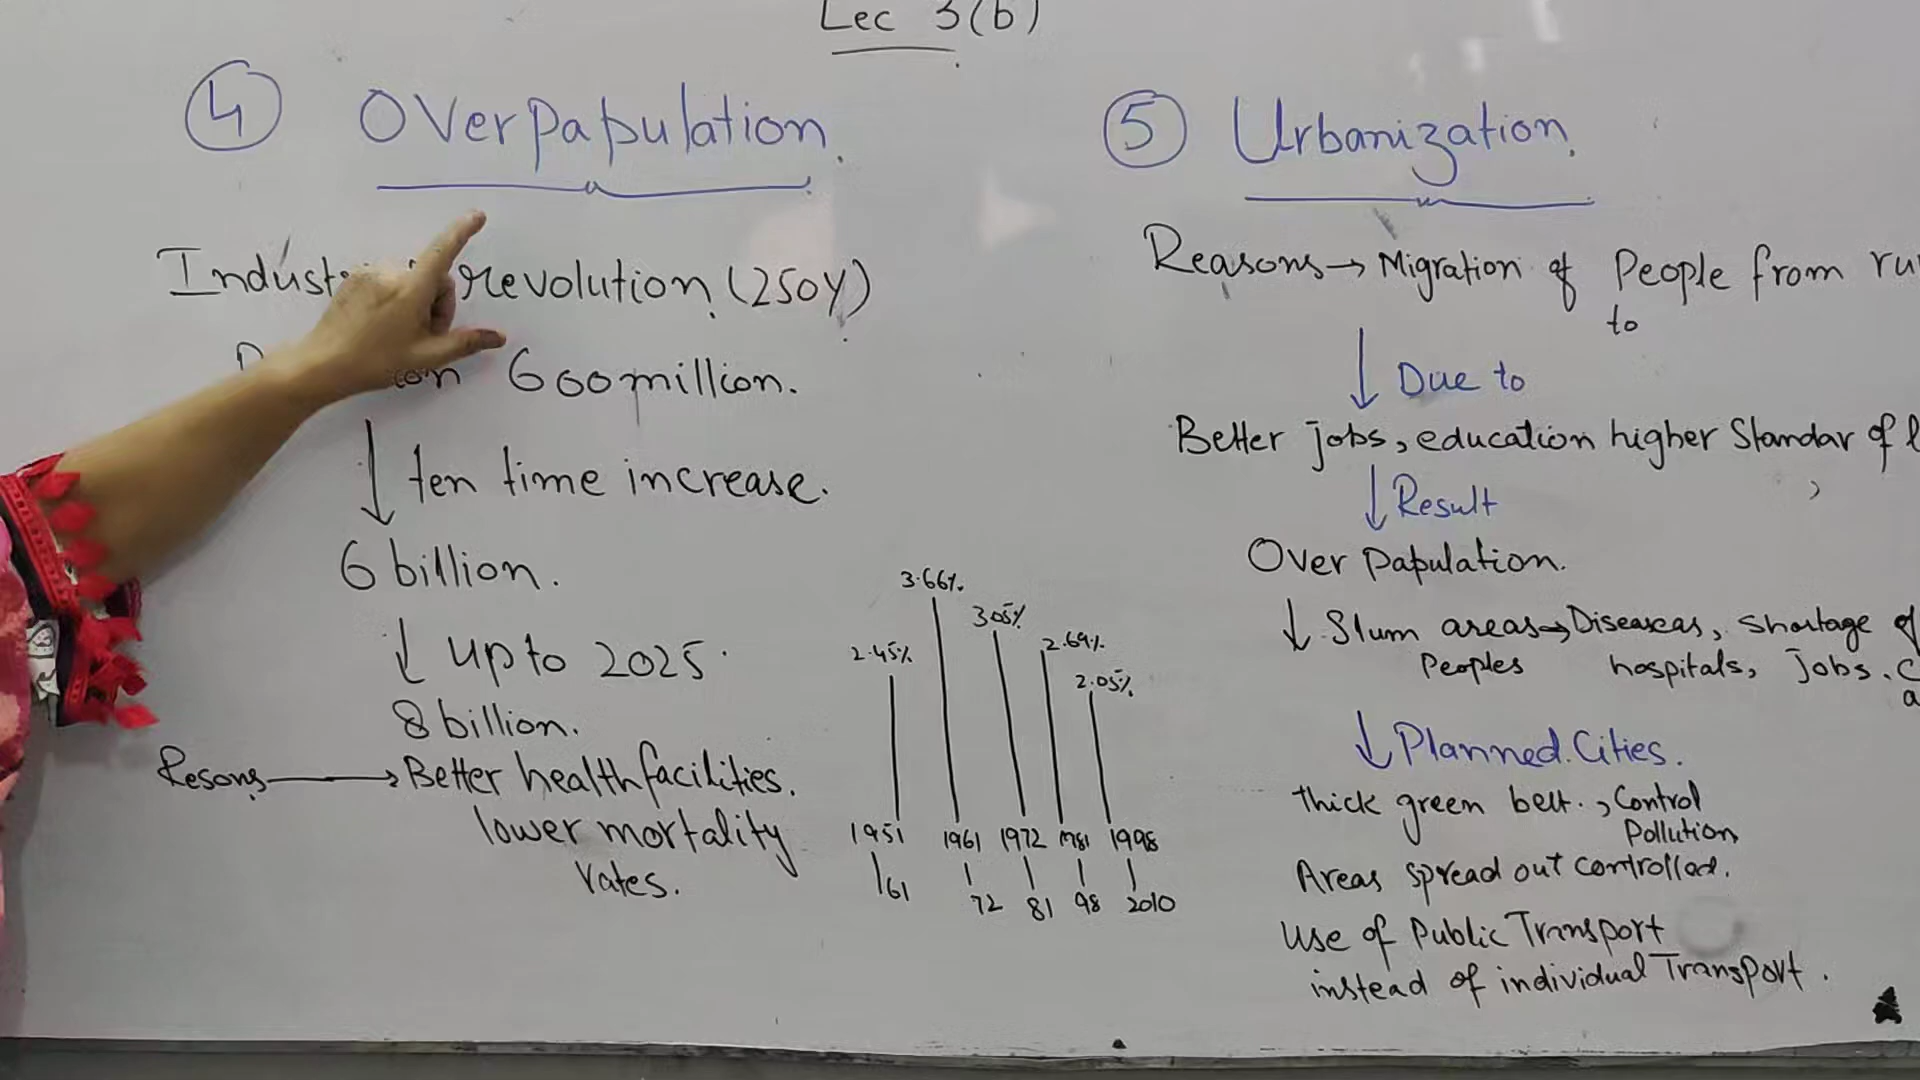 Lec 3(b)
4 Overpapulation.
Industrial revolution (250Y)
600 million.
↓ ten time increase.
6 billion.
↓ up to 2025.
8 billion.
Resons → Better health facilities.
lower mortality
rates.
3.66%
3.05%
2.45%
2.69%
2.05%
1951 1961 1972 1981 1998
61 72 81 98 2010
5 Urbanization.
Reasons → Migration of People from
to
↓ Due to
Better jobs, education higher Standar of
↓ Result
Over Papulation.
↓ Slum areas → Diseaseas, shortage of
Peoples hospitals, jobs.
↓ Planned Cities.
thick green belt., Control
Pollution
Areas spread out controlled.
Use of Public Transport
instead of individual Transport.